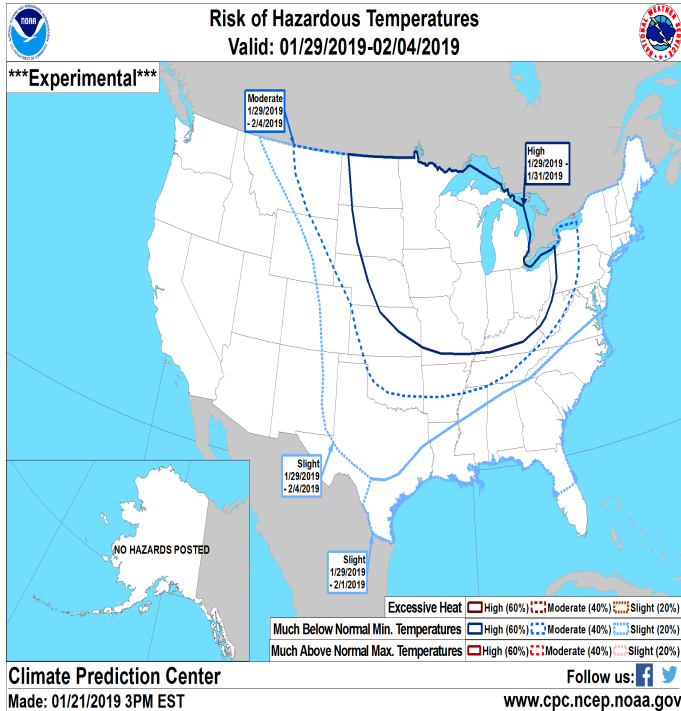 Risk of Hazardous Temperatures
Valid: 01/29/2019-02/04/2019
NOAA
NATIONAL WEATHER SERVICE
***Experimental***
Moderate
1/29/2019
- 2/4/2019
High
1/29/2019 -
1/31/2019
Slight
1/29/2019
- 2/4/2019
Slight
1/29/2019
- 2/1/2019
NO HAZARDS POSTED
Excessive Heat High (60%) Moderate (40%) Slight (20%)
Much Below Normal Min. Temperatures High (60%) Moderate (40%) Slight (20%)
Much Above Normal Max. Temperatures High (60%) Moderate (40%) Slight (20%)
Climate Prediction Center
Follow us:
Made: 01/21/2019 3PM EST
www.cpc.ncep.noaa.gov